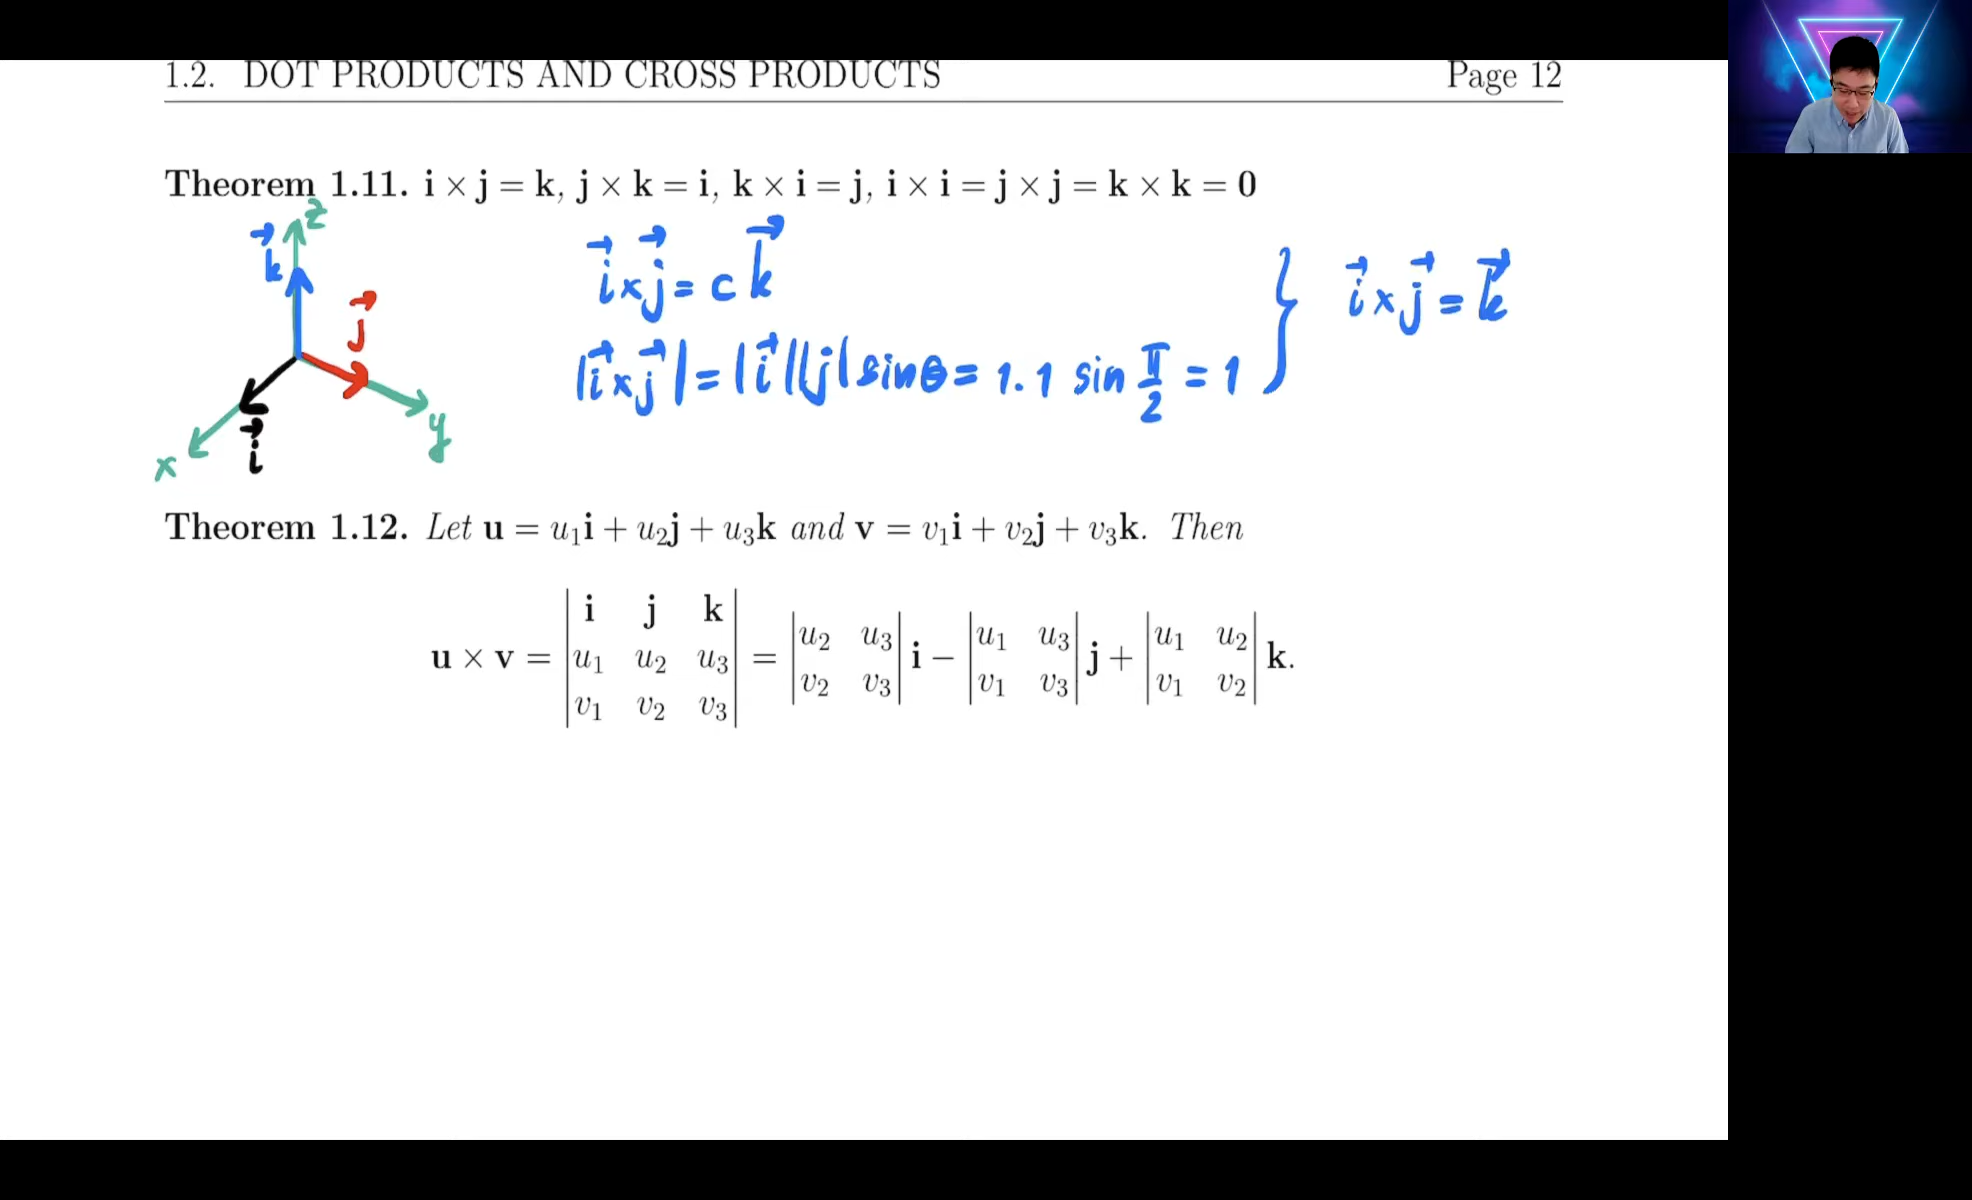 1.2. DOT PRODUCTS AND CROSS PRODUCTS Page 12
Theorem 1.11. i × j = k, j × k = i, k × i = j, i × i = j × j = k × k = 0
z
k⃗
j⃗
i⃗
x
y
i⃗ × j⃗ = c k⃗
|i⃗ × j⃗| = |i⃗||j| sin θ = 1 . 1 sin π/2 = 1
} i⃗ × j⃗ = k⃗
Theorem 1.12. Let u = u₁i + u₂j + u₃k and v = v₁i + v₂j + v₃k. Then
u × v = |i j k; u₁ u₂ u₃; v₁ v₂ v₃| = |u₂ u₃; v₂ v₃| i − |u₁ u₃; v₁ v₃| j + |u₁ u₂; v₁ v₂| k.